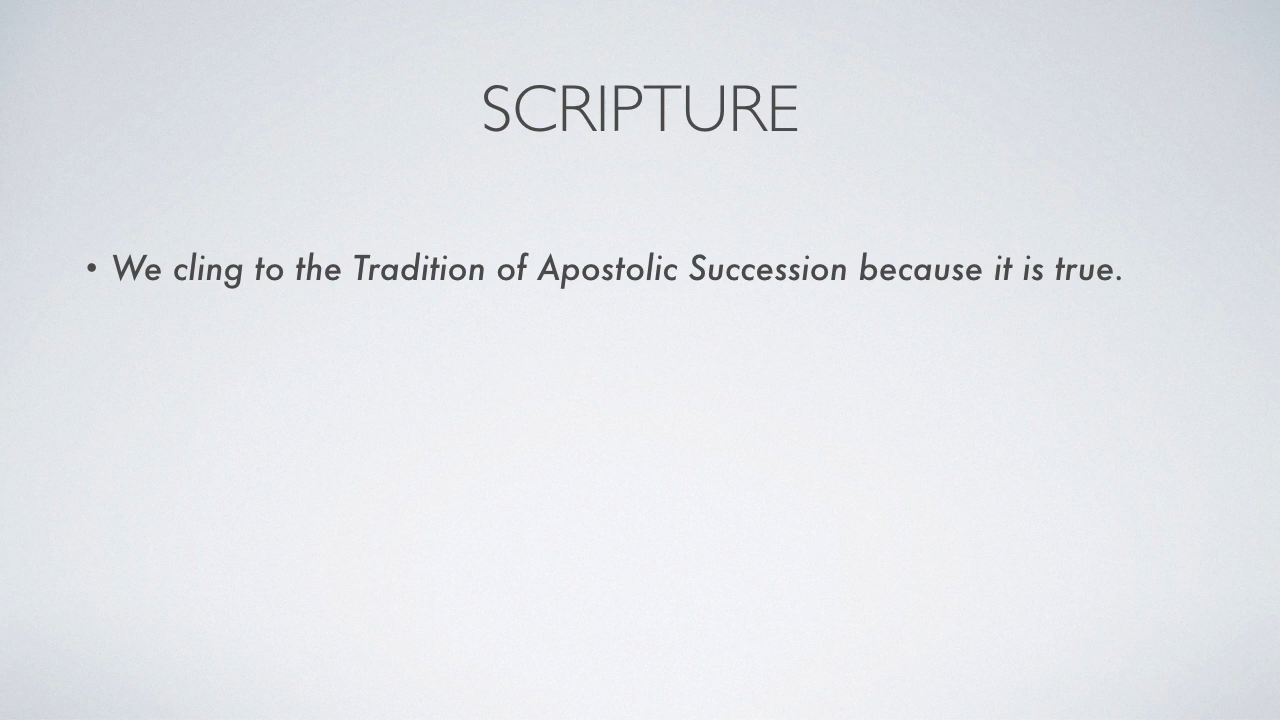 SCRIPTURE
• We cling to the Tradition of Apostolic Succession because it is true.